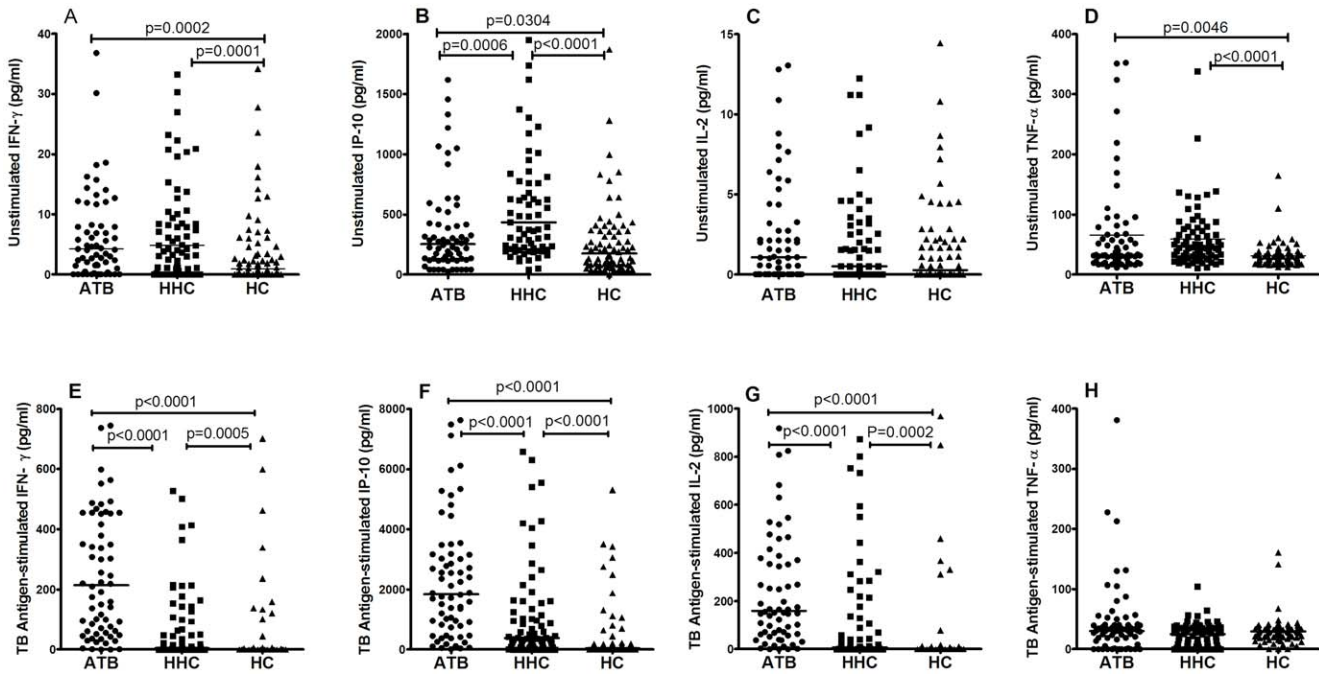 A
Unstimulated IFN-γ (pg/ml)
40
30
20
10
0
p=0.0002
p=0.0001
ATB HHC HC
B
Unstimulated IP-10 (pg/ml)
2000
1500
1000
500
0
p=0.0304
p=0.0006 p<0.0001
ATB HHC HC
C
Unstimulated IL-2 (pg/ml)
15
10
5
0
ATB HHC HC
D
Unstimulated TNF-α (pg/ml)
400
300
200
100
0
p=0.0046
p<0.0001
ATB HHC HC
E
TB Antigen-stimulated IFN- γ (pg/ml)
800
600
400
200
0
p<0.0001
p<0.0001 p=0.0005
ATB HHC HC
F
TB Antigen-stimulated IP-10 (pg/ml)
8000
6000
4000
2000
0
p<0.0001
p<0.0001 p<0.0001
ATB HHC HC
G
TB Antigen-stimulated IL-2 (pg/ml)
1000
800
600
400
200
0
p<0.0001
p<0.0001 P=0.0002
ATB HHC HC
H
TB Antigen-stimulated TNF-α (pg/ml)
400
300
200
100
0
ATB HHC HC